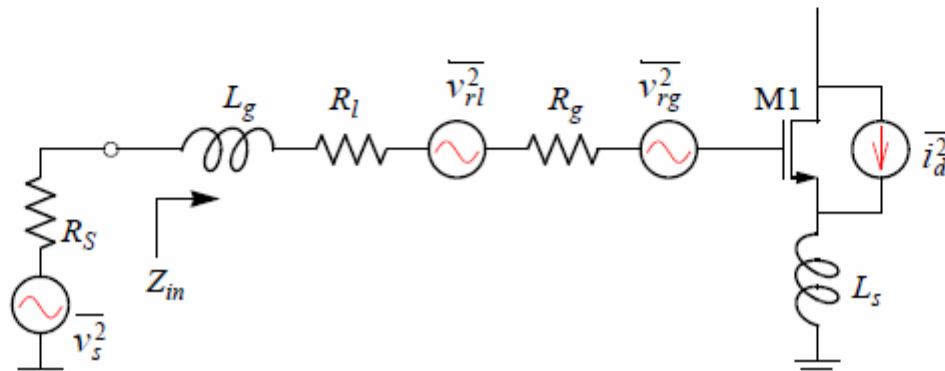 L_g
R_l
\overline{v_{rl}^2}
R_g
\overline{v_{rg}^2}
M1
\overline{i_d^2}
R_S
Z_{in}
\overline{v_s^2}
L_s